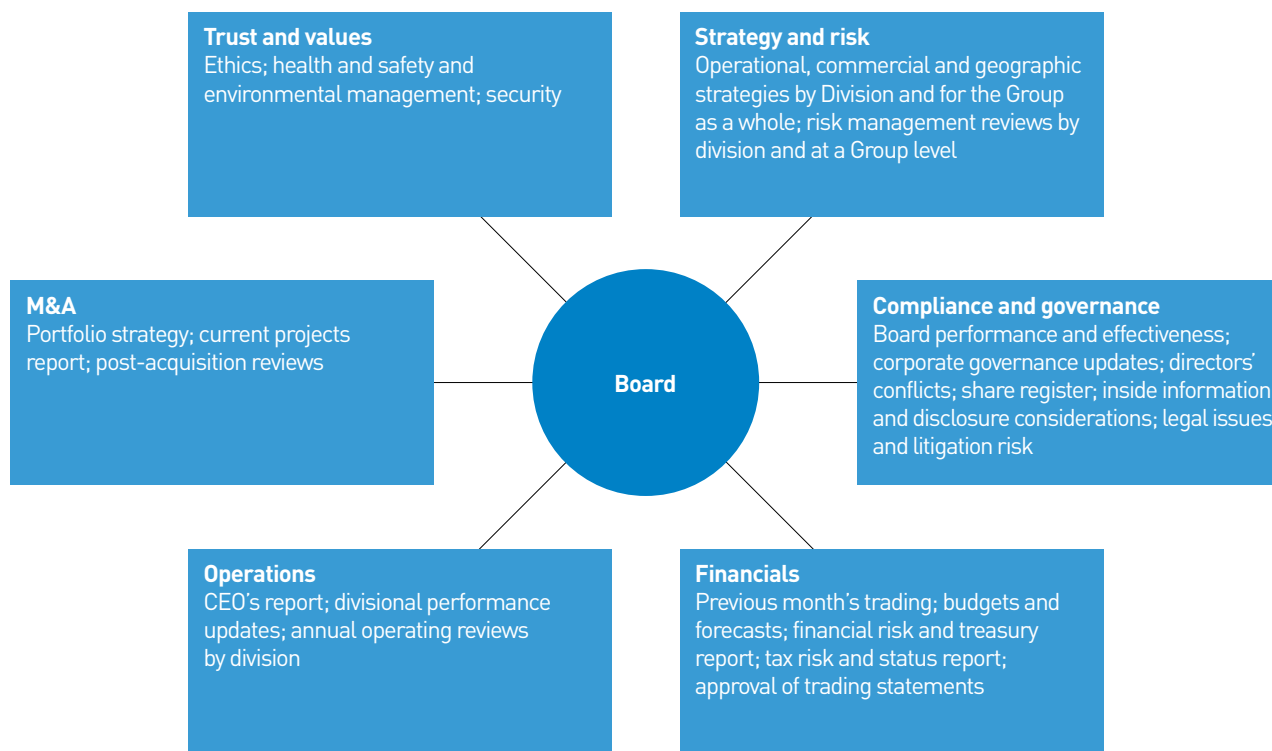 Trust and values
Ethics; health and safety and
environmental management; security
Strategy and risk
Operational, commercial and geographic
strategies by Division and for the Group
as a whole; risk management reviews by
division and at a Group level
M&A
Portfolio strategy; current projects
report; post-acquisition reviews
Board
Compliance and governance
Board performance and effectiveness;
corporate governance updates; directors’
conflicts; share register; inside information
and disclosure considerations; legal issues
and litigation risk
Operations
CEO’s report; divisional performance
updates; annual operating reviews
by division
Financials
Previous month’s trading; budgets and
forecasts; financial risk and treasury
report; tax risk and status report;
approval of trading statements